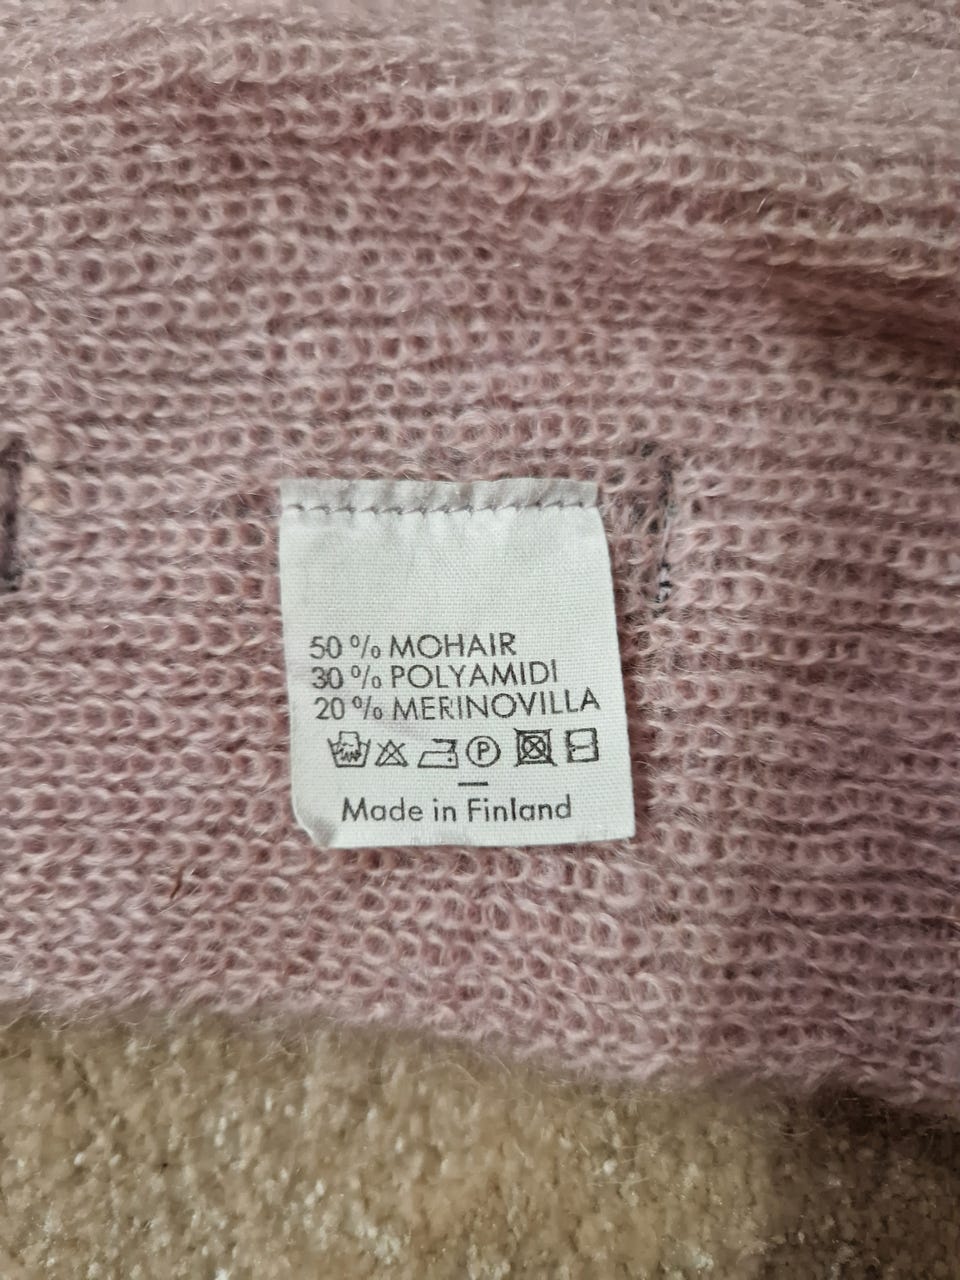 50 % MOHAIR
30 % POLYAMIDI
20 % MERINOVILLA
P
Made in Finland